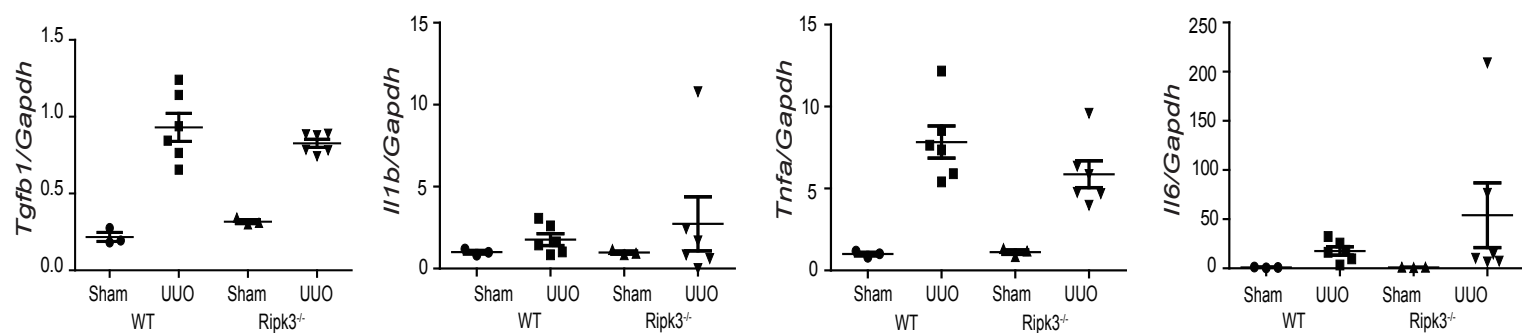 Tgfb1/Gapdh
1.5
1.0
0.5
0.0
Sham UUO Sham UUO
WT Ripk3-/-
Il1b/Gapdh
15
10
5
0
Sham UUO Sham UUO
WT Ripk3-/-
Tnfa/Gapdh
15
10
5
0
Sham UUO Sham UUO
WT Ripk3-/-
Il6/Gapdh
250
200
150
100
50
0
Sham UUO Sham UUO
WT Ripk3-/-